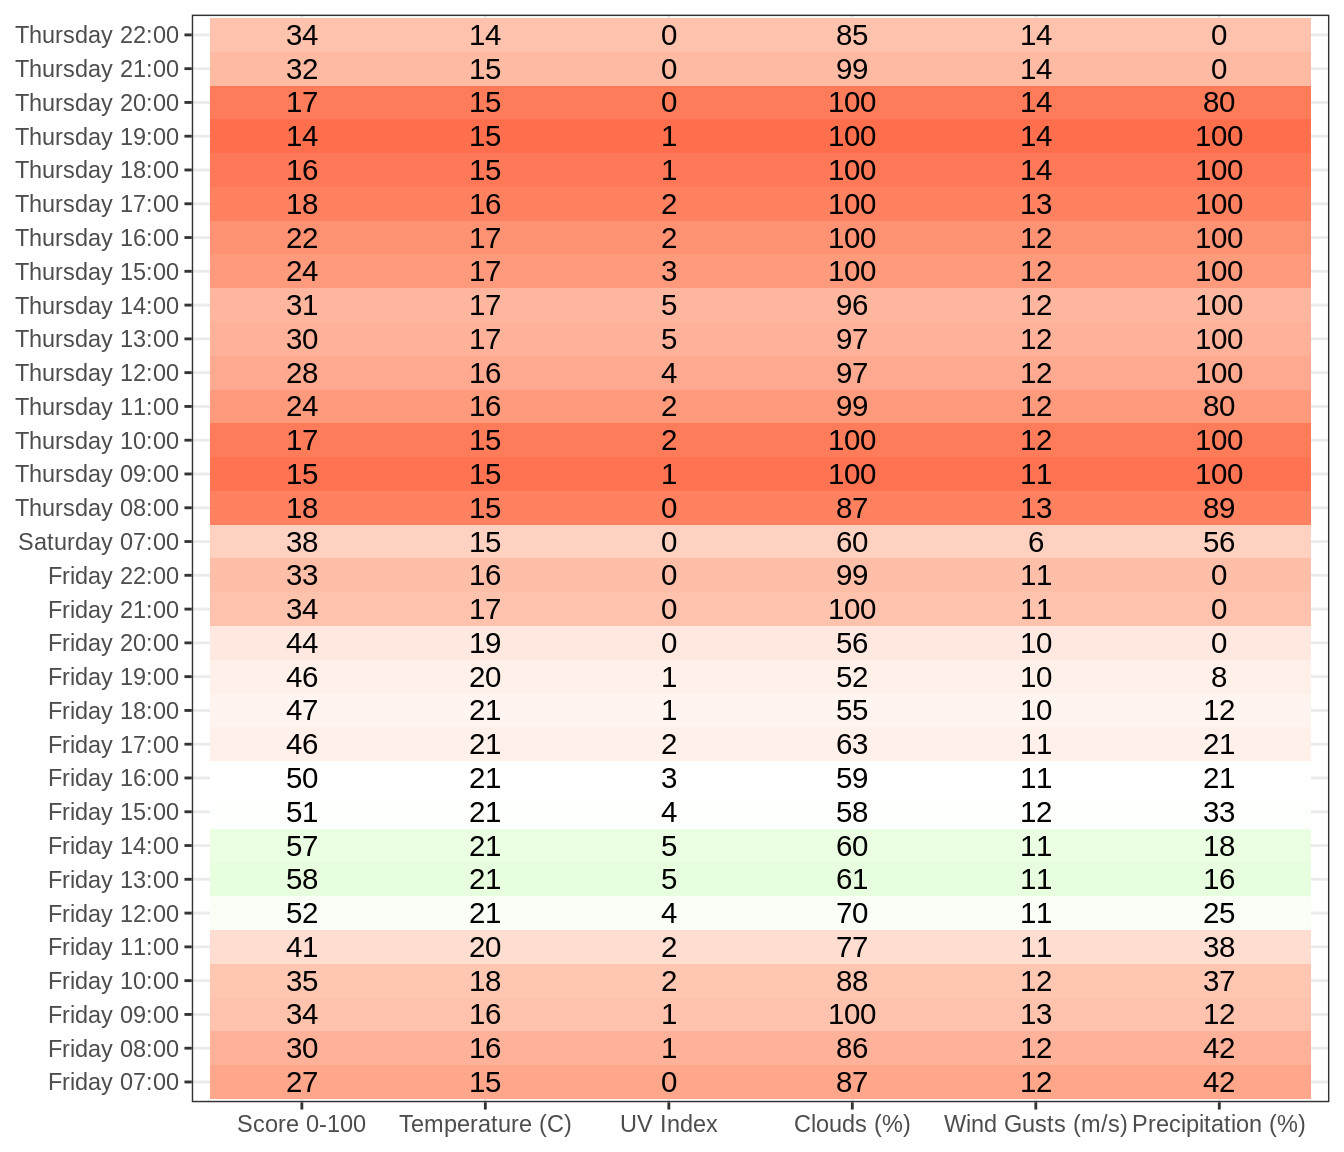 Thursday 22:00 34 14 0 85 14 0
Thursday 21:00 32 15 0 99 14 0
Thursday 20:00 17 15 0 100 14 80
Thursday 19:00 14 15 1 100 14 100
Thursday 18:00 16 15 1 100 14 100
Thursday 17:00 18 16 2 100 13 100
Thursday 16:00 22 17 2 100 12 100
Thursday 15:00 24 17 3 100 12 100
Thursday 14:00 31 17 5 96 12 100
Thursday 13:00 30 17 5 97 12 100
Thursday 12:00 28 16 4 97 12 100
Thursday 11:00 24 16 2 99 12 80
Thursday 10:00 17 15 2 100 12 100
Thursday 09:00 15 15 1 100 11 100
Thursday 08:00 18 15 0 87 13 89
Saturday 07:00 38 15 0 60 6 56
Friday 22:00 33 16 0 99 11 0
Friday 21:00 34 17 0 100 11 0
Friday 20:00 44 19 0 56 10 0
Friday 19:00 46 20 1 52 10 8
Friday 18:00 47 21 1 55 10 12
Friday 17:00 46 21 2 63 11 21
Friday 16:00 50 21 3 59 11 21
Friday 15:00 51 21 4 58 12 33
Friday 14:00 57 21 5 60 11 18
Friday 13:00 58 21 5 61 11 16
Friday 12:00 52 21 4 70 11 25
Friday 11:00 41 20 2 77 11 38
Friday 10:00 35 18 2 88 12 37
Friday 09:00 34 16 1 100 13 12
Friday 08:00 30 16 1 86 12 42
Friday 07:00 27 15 0 87 12 42
Score 0-100 Temperature (C) UV Index Clouds (%) Wind Gusts (m/s) Precipitation (%)